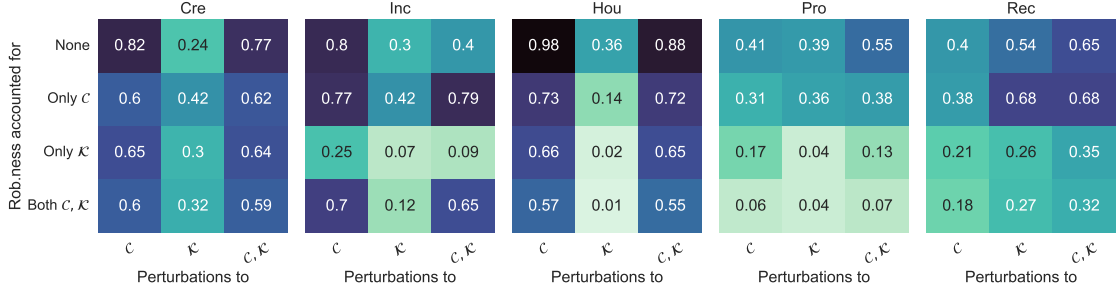 Cre Inc Hou Pro Rec
Rob.ness accounted for
None 0.82 0.24 0.77 0.8 0.3 0.4 0.98 0.36 0.88 0.41 0.39 0.55 0.4 0.54 0.65
Only 𝒞 0.6 0.42 0.62 0.77 0.42 0.79 0.73 0.14 0.72 0.31 0.36 0.38 0.38 0.68 0.68
Only 𝒦 0.65 0.3 0.64 0.25 0.07 0.09 0.66 0.02 0.65 0.17 0.04 0.13 0.21 0.26 0.35
Both 𝒞, 𝒦 0.6 0.32 0.59 0.7 0.12 0.65 0.57 0.01 0.55 0.06 0.04 0.07 0.18 0.27 0.32
𝒞 𝒦 𝒞, 𝒦 𝒞 𝒦 𝒞, 𝒦 𝒞 𝒦 𝒞, 𝒦 𝒞 𝒦 𝒞, 𝒦 𝒞 𝒦 𝒞, 𝒦
Perturbations to Perturbations to Perturbations to Perturbations to Perturbations to